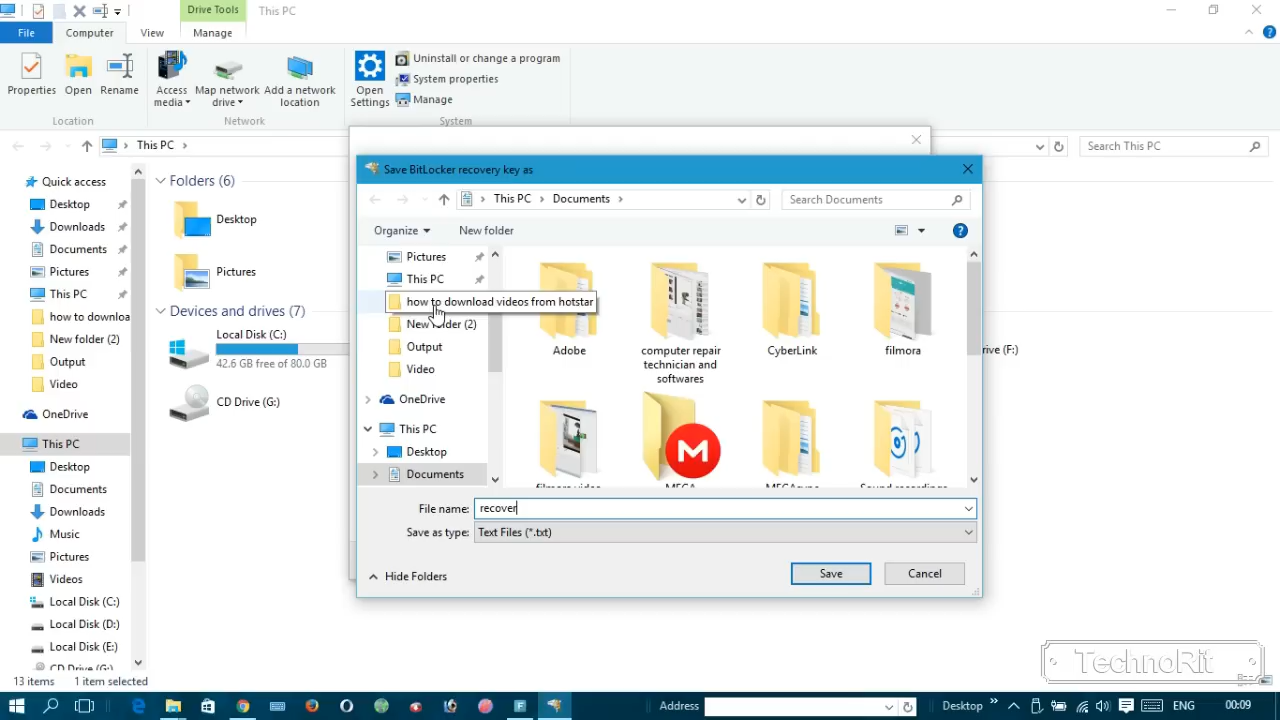 Drive Tools
This PC
File
Computer
View
Manage
Properties
Open
Rename
Access media
Map network drive
Add a network location
Open Settings
Uninstall or change a program
System properties
Manage
Location
Network
System
This PC
Search This PC
Quick access
Desktop
Downloads
Documents
Pictures
This PC
how to downloa
New folder (2)
Output
Video
OneDrive
This PC
Desktop
Documents
Downloads
Music
Pictures
Videos
Local Disk (C:)
Local Disk (D:)
Local Disk (E:)
CD Drive (G:)
Folders (6)
Desktop
Pictures
Devices and drives (7)
Local Disk (C:)
42.6 GB free of 80.0 GB
CD Drive (G:)
rive (F:)
Save BitLocker recovery key as
This PC
Documents
Search Documents
Organize
New folder
Pictures
This PC
how to download videos from hotstar
New folder (2)
Output
Video
OneDrive
This PC
Desktop
Documents
Adobe
computer repair
technician and
softwares
CyberLink
filmora
filmora video
MEGA
MEGAsync
Sound recordings
File name:
recover
Save as type:
Text Files (*.txt)
Hide Folders
Save
Cancel
TechnoRit
13 items
1 item selected
Address
Desktop
ENG
00:09